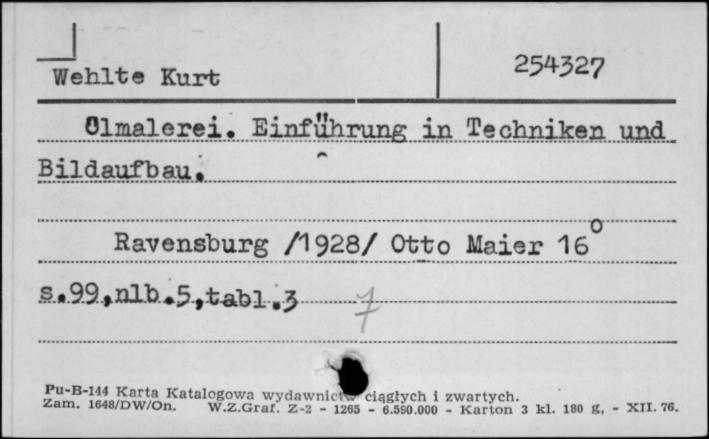 Wehlte Kurt
254327
Olmalerei. Einführung in Techniken und
Bildaufbau.
Ravensburg /1928/ Otto Maier 16°
s.99,nlb.5,tabl.3
7
Pu-B-144 Karta Katalogowa wydawnictw ciągłych i zwartych.
Zam. 1648/DW/On. W.Z.Graf. Z-2 - 1265 - 6.590.000 - Karton 3 kl. 180 g, - XII. 76.